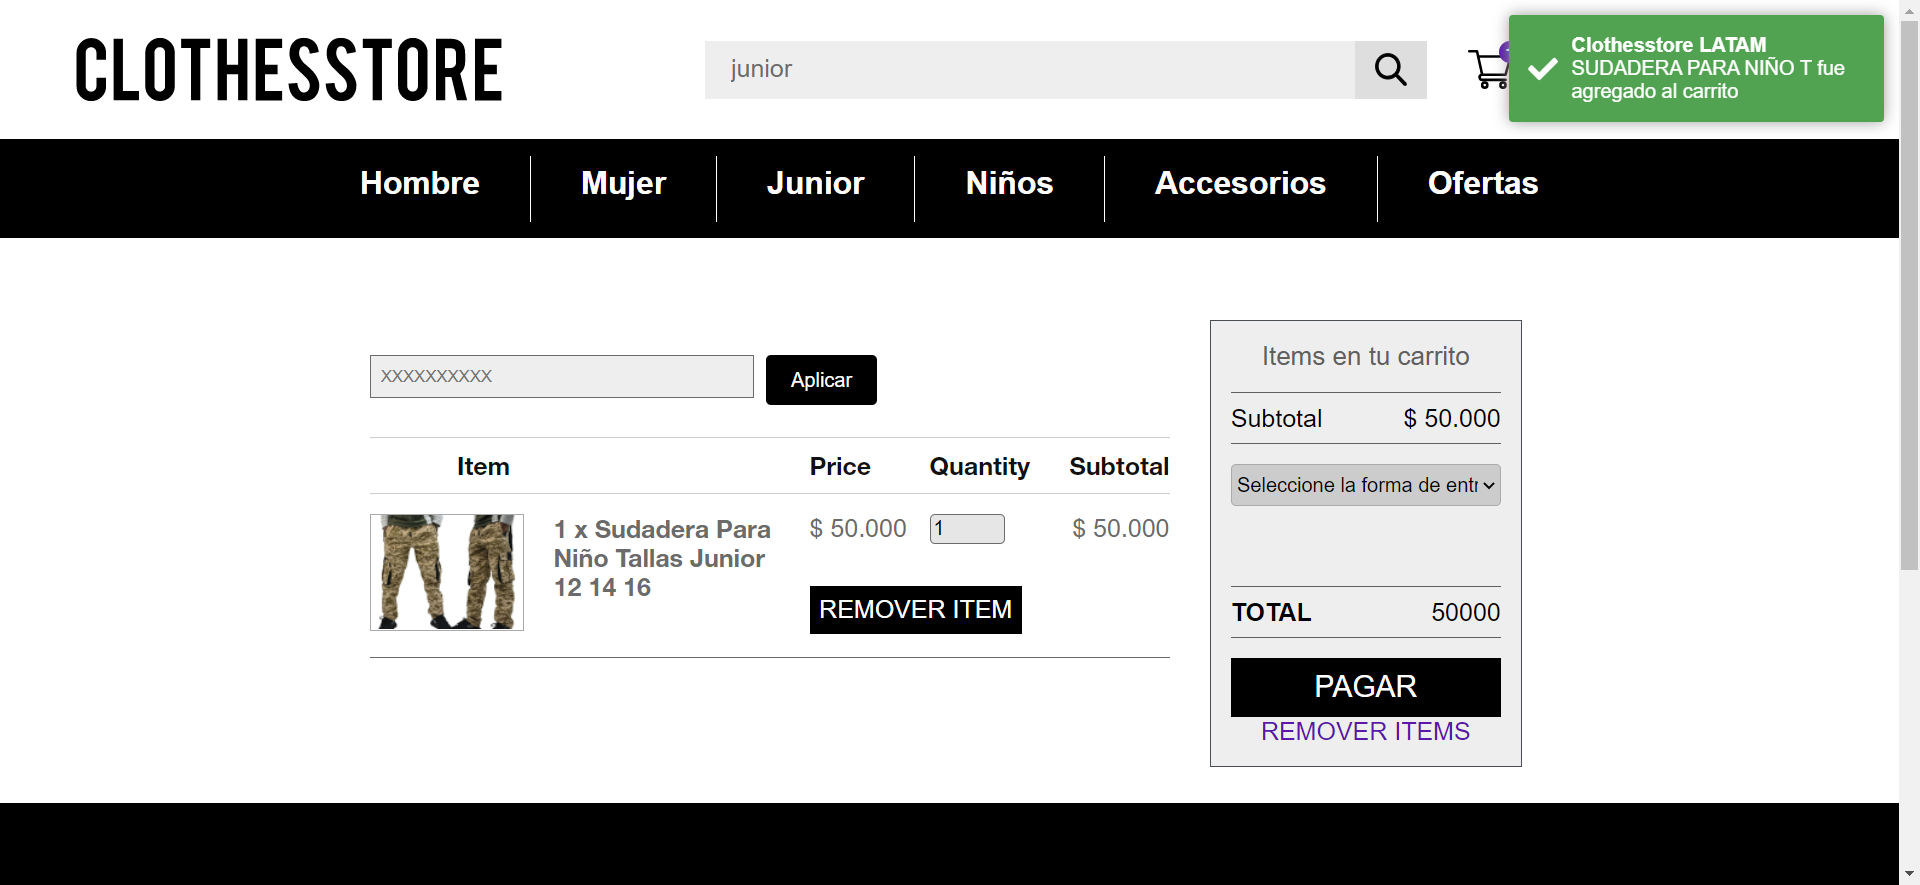 CLOTHESSTORE
junior
Clothesstore LATAM
SUDADERA PARA NIÑO T fue
agregado al carrito
Hombre
Mujer
Junior
Niños
Accesorios
Ofertas
XXXXXXXXXX
Aplicar
Item
Price
Quantity
Subtotal
1 x Sudadera Para
Niño Tallas Junior
12 14 16
$ 50.000
1
$ 50.000
REMOVER ITEM
Items en tu carrito
Subtotal $ 50.000
Seleccione la forma de entr
TOTAL 50000
PAGAR
REMOVER ITEMS